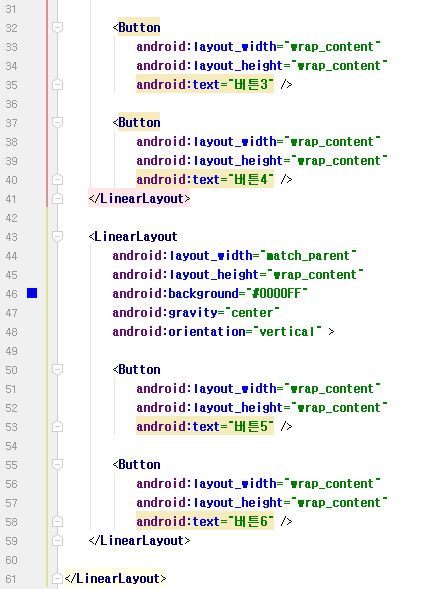 31
32 <Button
33 android:layout_width="wrap_content"
34 android:layout_height="wrap_content"
35 android:text="버튼3" />
36
37 <Button
38 android:layout_width="wrap_content"
39 android:layout_height="wrap_content"
40 android:text="버튼4" />
41 </LinearLayout>
42
43 <LinearLayout
44 android:layout_width="match_parent"
45 android:layout_height="wrap_content"
46 android:background="#0000FF"
47 android:gravity="center"
48 android:orientation="vertical" >
49
50 <Button
51 android:layout_width="wrap_content"
52 android:layout_height="wrap_content"
53 android:text="버튼5" />
54
55 <Button
56 android:layout_width="wrap_content"
57 android:layout_height="wrap_content"
58 android:text="버튼6" />
59 </LinearLayout>
60
61 </LinearLayout>